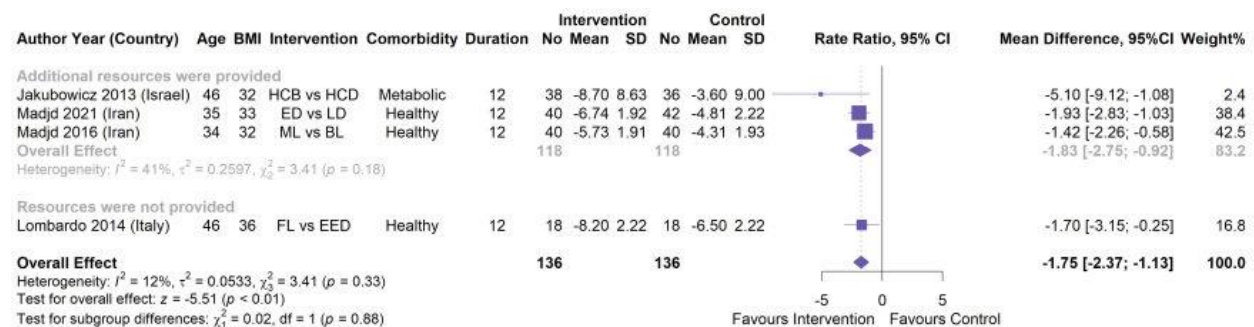 Intervention Control
Author Year (Country) Age BMI Intervention Comorbidity Duration No Mean SD No Mean SD Rate Ratio, 95% CI Mean Difference, 95%CI Weight%
Additional resources were provided
Jakubowicz 2013 (Israel) 46 32 HCB vs HCD Metabolic 12 38 -8.70 8.63 36 -3.60 9.00 -5.10 [-9.12; -1.08] 2.4
Madjd 2021 (Iran) 35 33 ED vs LD Healthy 12 40 -6.74 1.92 42 -4.81 2.22 -1.93 [-2.83; -1.03] 38.4
Madjd 2016 (Iran) 34 32 ML vs BL Healthy 12 40 -5.73 1.91 40 -4.31 1.93 -1.42 [-2.26; -0.58] 42.5
Overall Effect 118 118 -1.83 [-2.75; -0.92] 83.2
Heterogeneity: I² = 41%, τ² = 0.2597, χ²₂ = 3.41 (p = 0.18)
Resources were not provided
Lombardo 2014 (Italy) 46 36 FL vs EED Healthy 12 18 -8.20 2.22 18 -6.50 2.22 -1.70 [-3.15; -0.25] 16.8
Overall Effect 136 136 -1.75 [-2.37; -1.13] 100.0
Heterogeneity: I² = 12%, τ² = 0.0533, χ²₃ = 3.41 (p = 0.33)
Test for overall effect: z = -5.51 (p < 0.01)
-5 0 5
Test for subgroup differences: χ²₁ = 0.02, df = 1 (p = 0.88) Favours Intervention Favours Control